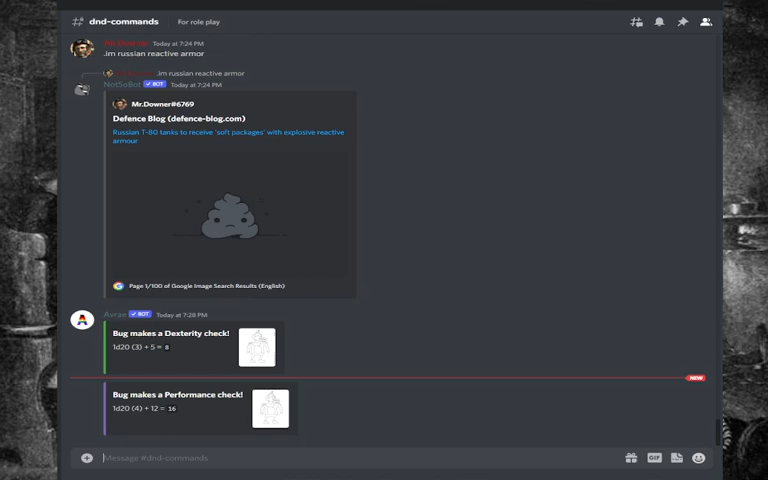 dnd-commands For role play
Mr.Downer Today at 7:24 PM
.im russian reactive armor
.im russian reactive armor
NotSoBot BOT Today at 7:24 PM
Mr.Downer#6769
Defence Blog (defence-blog.com)
Russian T-80 tanks to receive 'soft packages' with explosive reactive
armour
Page 1/100 of Google Image Search Results (English)
Avrae BOT Today at 7:28 PM
A
Bug makes a Dexterity check!
1d20 (3) + 5 = 8
NEW
Bug makes a Performance check!
1d20 (4) + 12 = 16
Message #dnd-commands
GIF